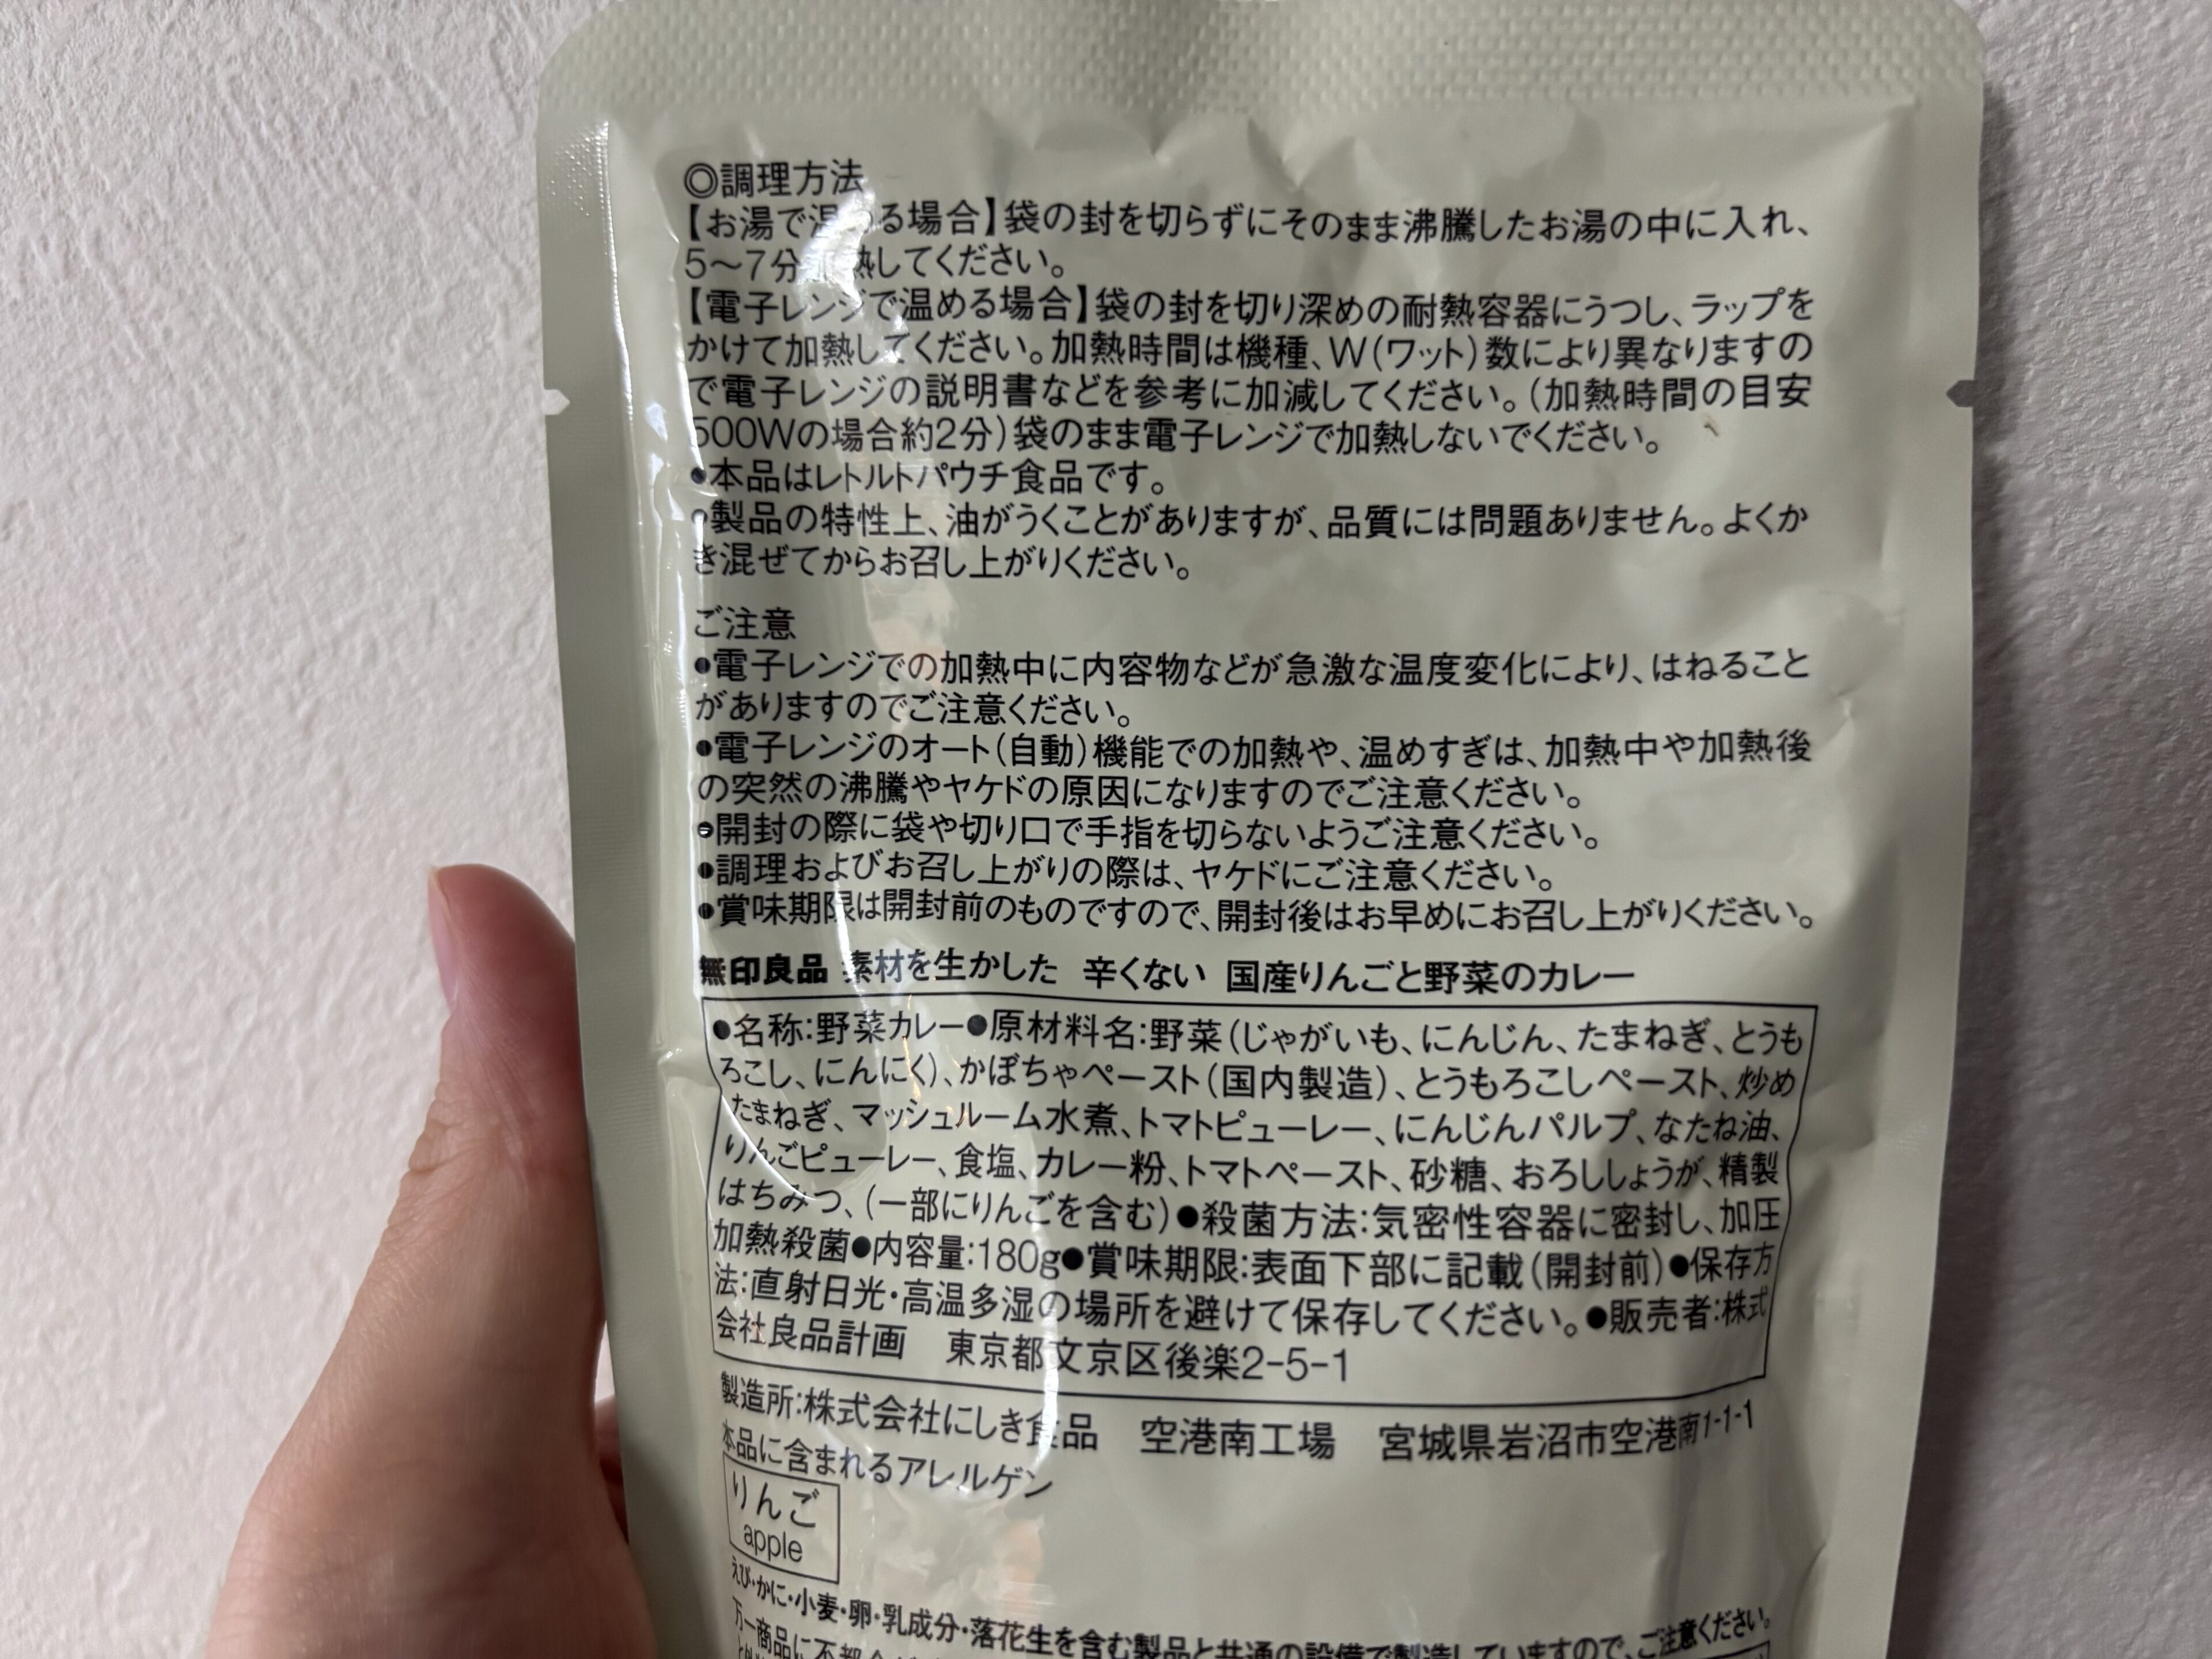 ◎調理方法
【お湯で温める場合】袋の封を切らずにそのまま沸騰したお湯の中に入れ、
5〜7分加熱してください。
【電子レンジで温める場合】袋の封を切り深めの耐熱容器にうつし、ラップを
かけて加熱してください。加熱時間は機種、W(ワット)数により異なりますの
で電子レンジの説明書などを参考に加減してください。(加熱時間の目安
500Wの場合約2分)袋のまま電子レンジで加熱しないでください。
●本品はレトルトパウチ食品です。
●製品の特性上、油がうくことがありますが、品質には問題ありません。よくか
き混ぜてからお召し上がりください。
ご注意
●電子レンジでの加熱中に内容物などが急激な温度変化により、はねること
がありますのでご注意ください。
●電子レンジのオート(自動)機能での加熱や、温めすぎは、加熱中や加熱後
の突然の沸騰やヤケドの原因になりますのでご注意ください。
●開封の際に袋や切り口で手指を切らないようご注意ください。
●調理およびお召し上がりの際は、ヤケドにご注意ください。
●賞味期限は開封前のものですので、開封後はお早めにお召し上がりください。
無印良品 素材を生かした 辛くない 国産りんごと野菜のカレー
●名称:野菜カレー●原材料名:野菜(じゃがいも、にんじん、たまねぎ、とうも
ろこし、にんにく)、かぼちゃペースト(国内製造)、とうもろこしペースト、炒め
たまねぎ、マッシュルーム水煮、トマトピューレー、にんじんパルプ、なたね油、
りんごピューレー、食塩、カレー粉、トマトペースト、砂糖、おろししょうが、精製
はちみつ、(一部にりんごを含む)●殺菌方法:気密性容器に密封し、加圧
加熱殺菌●内容量:180g●賞味期限:表面下部に記載(開封前)●保存方
法:直射日光・高温多湿の場所を避けて保存してください。●販売者:株式
会社良品計画 東京都文京区後楽2-5-1
製造所:株式会社にしき食品 空港南工場 宮城県岩沼市空港南1-1-1
本品に含まれるアレルゲン
りんご
apple
えび・かに・小麦・卵・乳成分・落花生を含む製品と共通の設備で製造していますので、ご注意ください。
万一商品に不都合